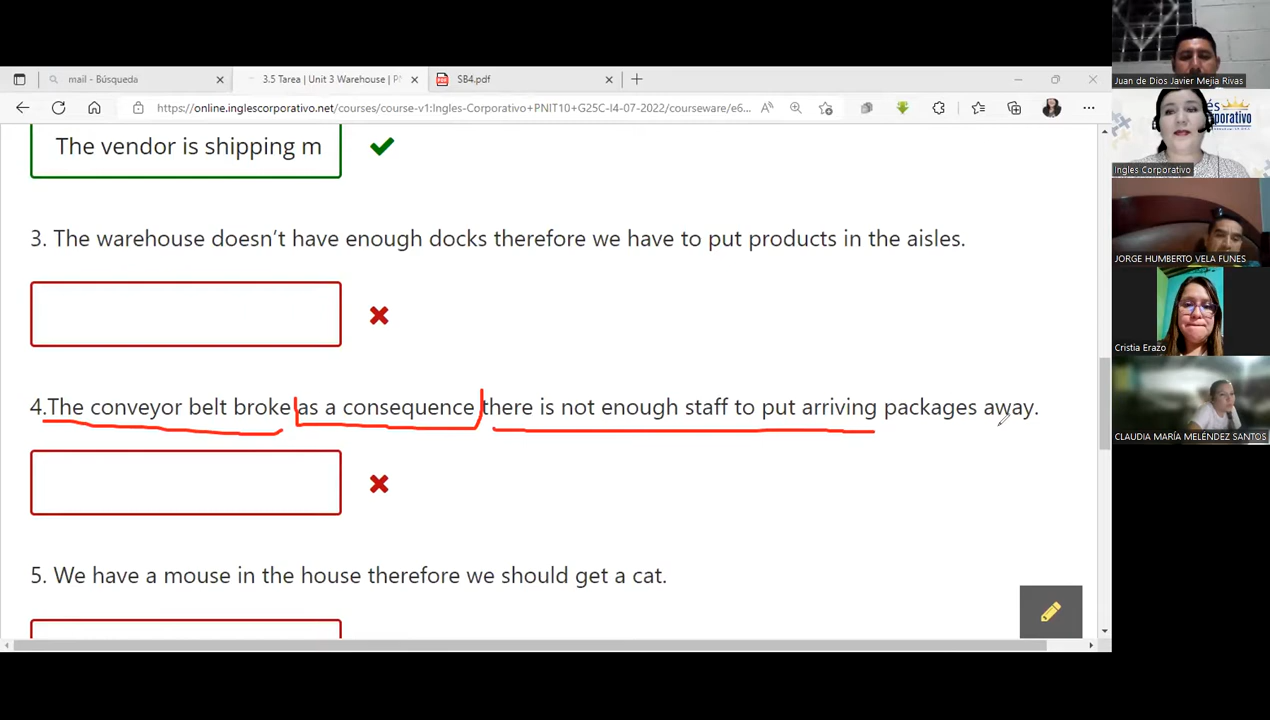 mail - Búsqueda
3.5 Tarea | Unit 3 Warehouse | PN
SB4.pdf
https://online.inglescorporativo.net/courses/course-v1:Ingles-Corporativo+PNIT10+G25C-I4-07-2022/courseware/e6...
The vendor is shipping m
3. The warehouse doesn’t have enough docks therefore we have to put products in the aisles.
4.The conveyor belt broke as a consequence there is not enough staff to put arriving packages away.
5. We have a mouse in the house therefore we should get a cat.
Juan de Dios Javier Mejía Rivas
Corporativo
Ingles Corporativo
JORGE HUMBERTO VELA FUNES
Cristia Erazo
CLAUDIA MARÍA MELÉNDEZ SANTOS